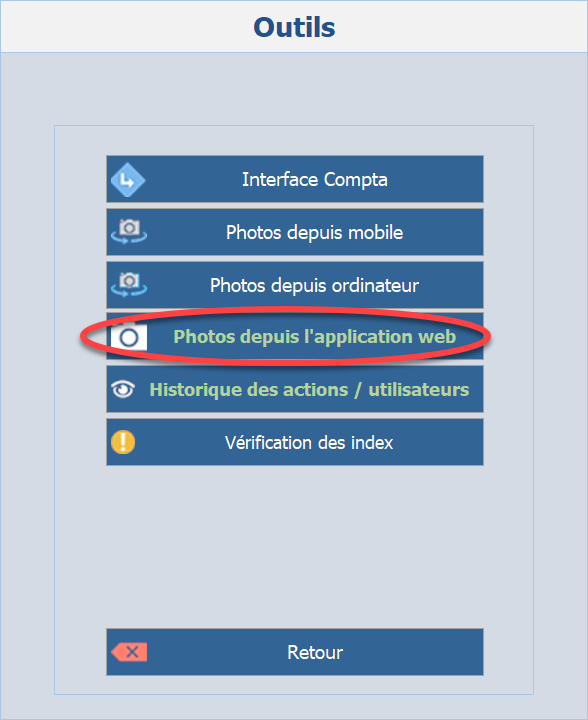 Outils
Interface Compta
Photos depuis mobile
Photos depuis ordinateur
Photos depuis l'application web
Historique des actions / utilisateurs
Vérification des index
Retour